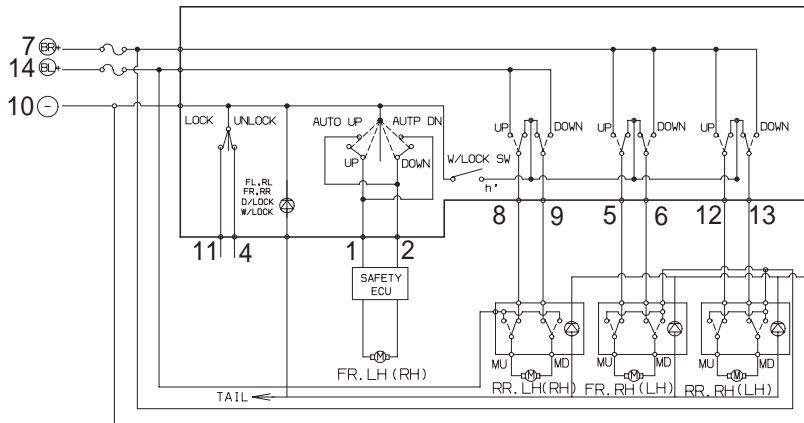 7 BR+
14 BL+
10 -
LOCK UNLOCK
AUTO UP AUTP DN
UP DOWN
W/LOCK SW
h'
FL.RL
FR.RR
D/LOCK
W/LOCK
UP DOWN
UP DOWN
UP DOWN
11 4 1 2 8 9 5 6 12 13
SAFETY
ECU
M
FR.LH(RH)
MU MD
M
RR.LH(RH)
MU MD
M
FR.RH(LH)
MU MD
M
RR.RH(LH)
TAIL